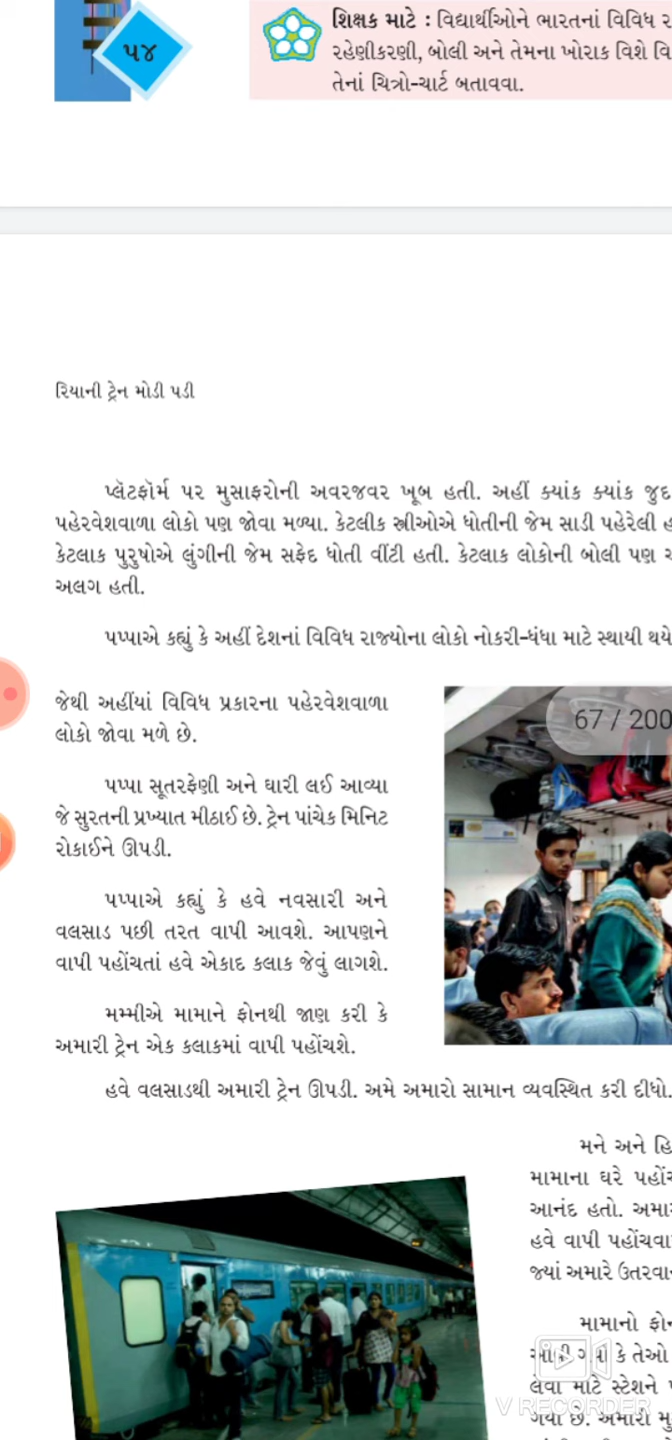 ૫૪
શિક્ષક માટે : વિદ્યાર્થીઓને ભારતનાં વિવિધ
રહેણીકરણી, બોલી અને તેમના ખોરાક વિશે
તેનાં ચિત્રો-ચાર્ટ બતાવવા.
રિયાની ટ્રેન મોડી પડી
પ્લૅટફૉર્મ પર મુસાફરોની અવરજવર ખૂબ હતી. અહીં ક્યાંક ક્યાંક
પહેરવેશવાળા લોકો પણ જોવા મળ્યા. કેટલીક સ્ત્રીઓએ ધોતીની જેમ સાડી પહેરેલી
કેટલાક પુરુષોએ લુંગીની જેમ સફેદ ધોતી વીંટી હતી. કેટલાક લોકોની બોલી પણ
અલગ હતી.
પપ્પાએ કહ્યું કે અહીં દેશનાં વિવિધ રાજ્યોના લોકો નોકરી-ધંધા માટે સ્થાયી થયે
જેથી અહીંયાં વિવિધ પ્રકારના પહેરવેશવાળા
લોકો જોવા મળે છે.
67 / 200
પપ્પા સૂતરફેણી અને ઘારી લઈ આવ્યા
જે સુરતની પ્રખ્યાત મીઠાઈ છે. ટ્રેન પાંચેક મિનિટ
રોકાઈને ઊપડી.
પપ્પાએ કહ્યું કે હવે નવસારી અને
વલસાડ પછી તરત વાપી આવશે. આપણને
વાપી પહોંચતાં હવે એકાદ કલાક જેવું લાગશે.
મમ્મીએ મામાને ફોનથી જાણ કરી કે
અમારી ટ્રેન એક કલાકમાં વાપી પહોંચશે.
હવે વલસાડથી અમારી ટ્રેન ઊપડી. અમે અમારો સામાન વ્યવસ્થિત કરી દીધો.
મને અને હિ
મામાના ઘરે પહોંચ
આનંદ હતો. અમા
હવે વાપી પહોંચવા
જ્યાં અમારે ઉતરવા
મામાનો ફો
કે તેઓ
લેવા માટે સ્ટેશને
ગયા છે. અમારી મુ
V RECORDER